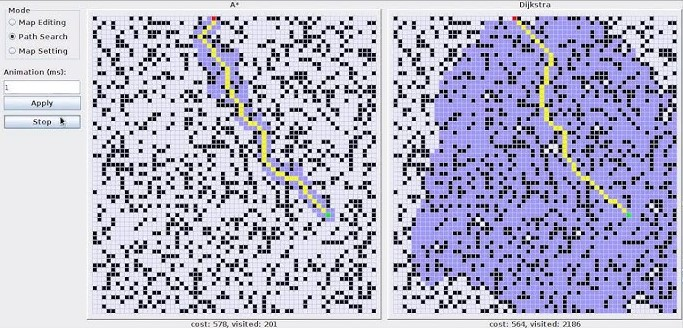 Mode
Map Editing
Path Search
Map Setting
Animation (ms):
1
Apply
Stop
A*
Dijkstra
cost: 578, visited: 201
cost: 564, visited: 2186